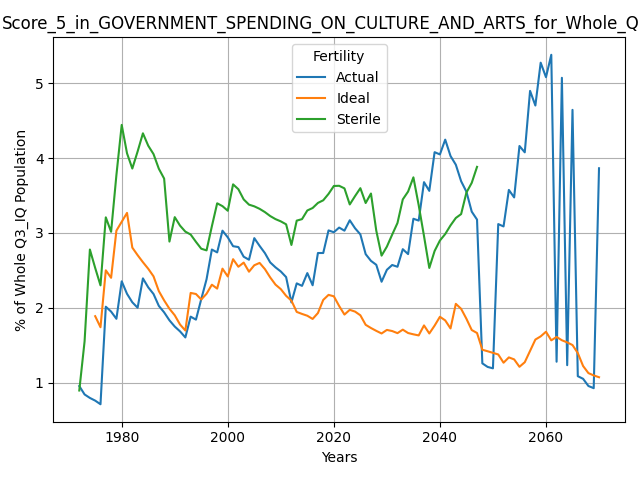 Score_5_in_GOVERNMENT_SPENDING_ON_CULTURE_AND_ARTS_for_Whole_Q
Fertility
Actual
Ideal
Sterile
% of Whole Q3_IQ Population
5
4
3
2
1
1980 2000 2020 2040 2060
Years